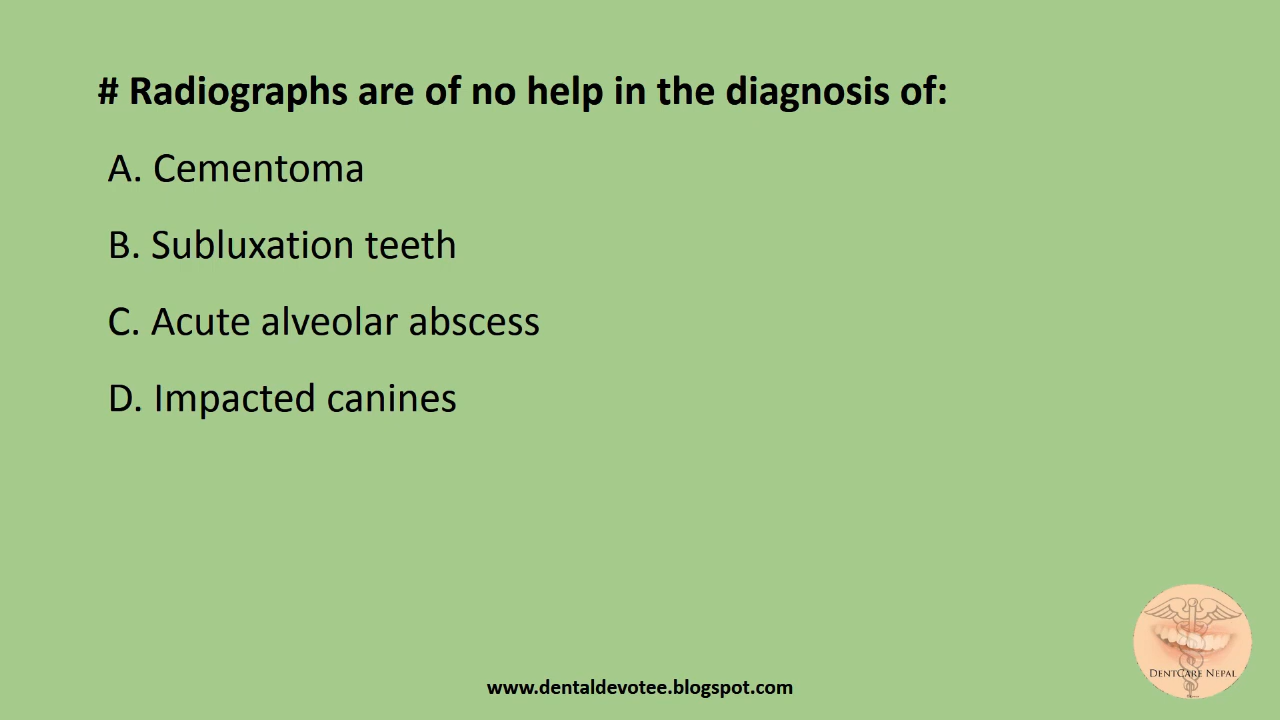 # Radiographs are of no help in the diagnosis of:
A. Cementoma
B. Subluxation teeth
C. Acute alveolar abscess
D. Impacted canines
DentCare Nepal
www.dentaldevotee.blogspot.com